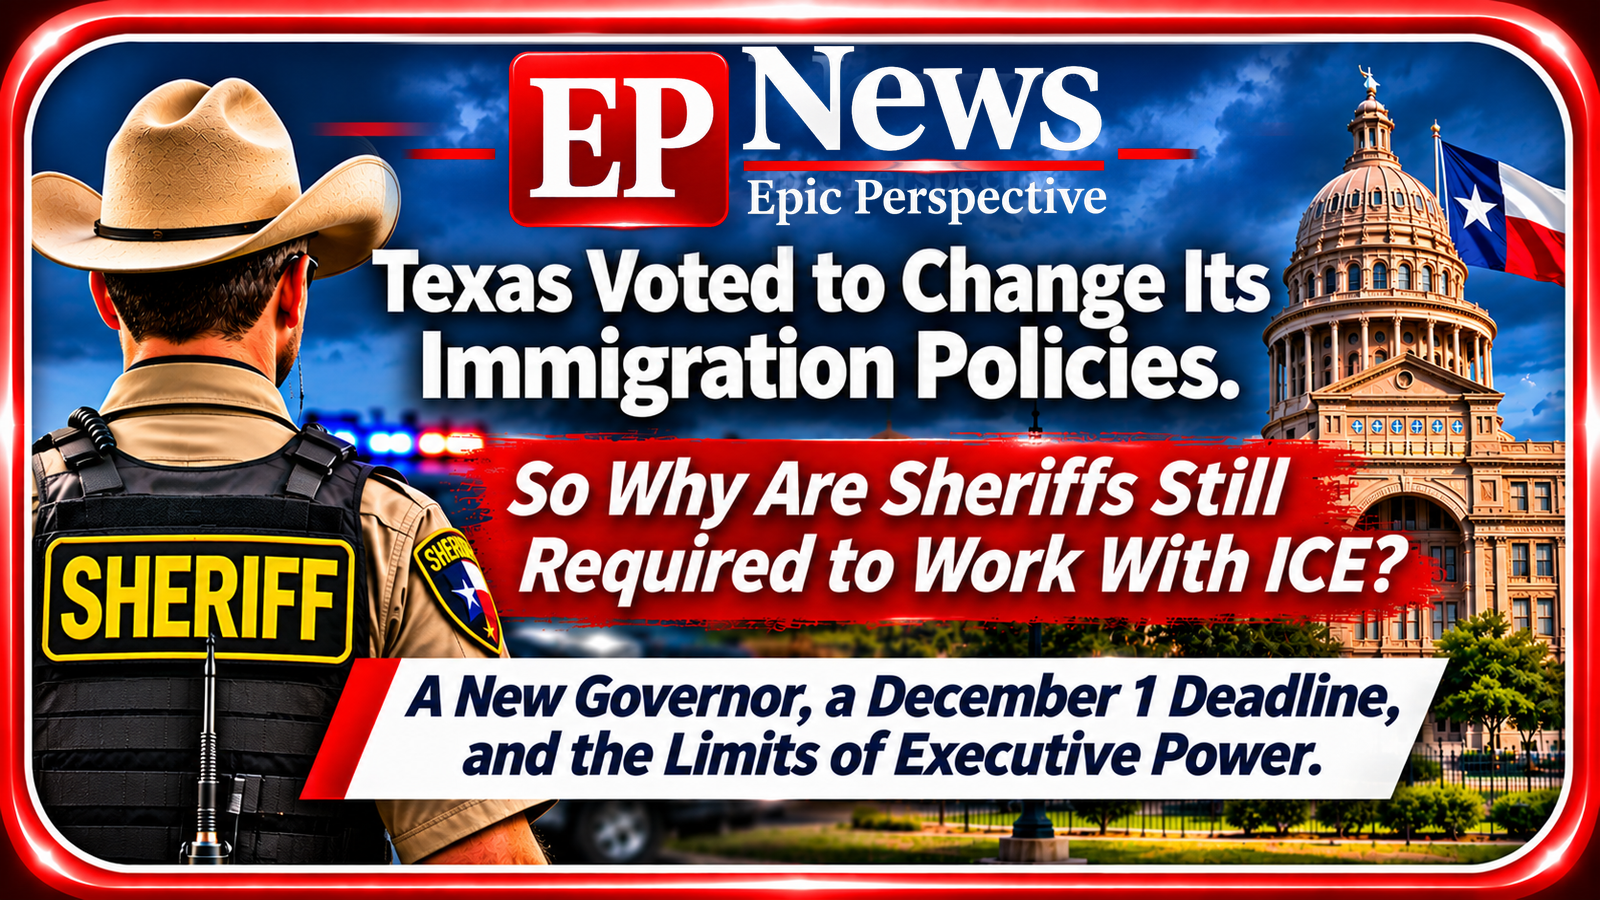 EP News
Epic Perspective
Texas Voted to Change Its
Immigration Policies.
So Why Are Sheriffs Still
Required to Work With ICE?
A New Governor, a December 1 Deadline,
and the Limits of Executive Power.
SHERIFF
SHERIFF